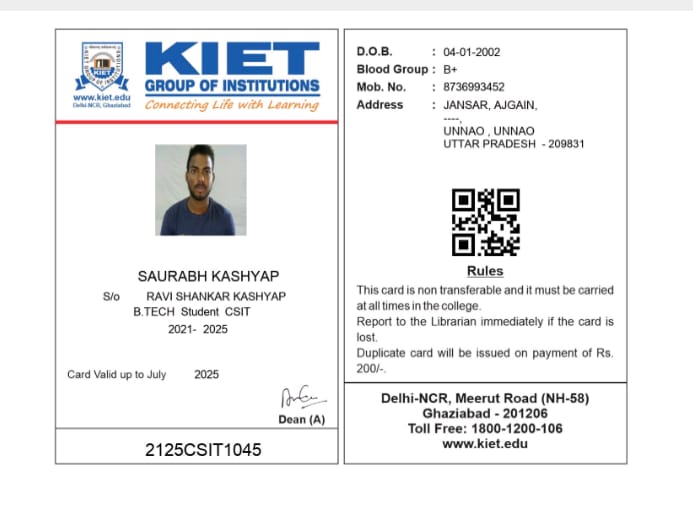 KIET
GROUP OF INSTITUTIONS
Connecting Life with Learning
KIET
www.kiet.edu
Delhi-NCR, Ghaziabad
SAURABH KASHYAP
S/o RAVI SHANKAR KASHYAP
B.TECH Student CSIT
2021- 2025
Card Valid up to July 2025
Dean (A)
2125CSIT1045
D.O.B. : 04-01-2002
Blood Group : B+
Mob. No. : 8736993452
Address : JANSAR, AJGAIN,
----,
UNNAO , UNNAO
UTTAR PRADESH - 209831
Rules
This card is non transferable and it must be carried
at all times in the college.
Report to the Librarian immediately if the card is
lost.
Duplicate card will be issued on payment of Rs.
200/-.
Delhi-NCR, Meerut Road (NH-58)
Ghaziabad - 201206
Toll Free: 1800-1200-106
www.kiet.edu